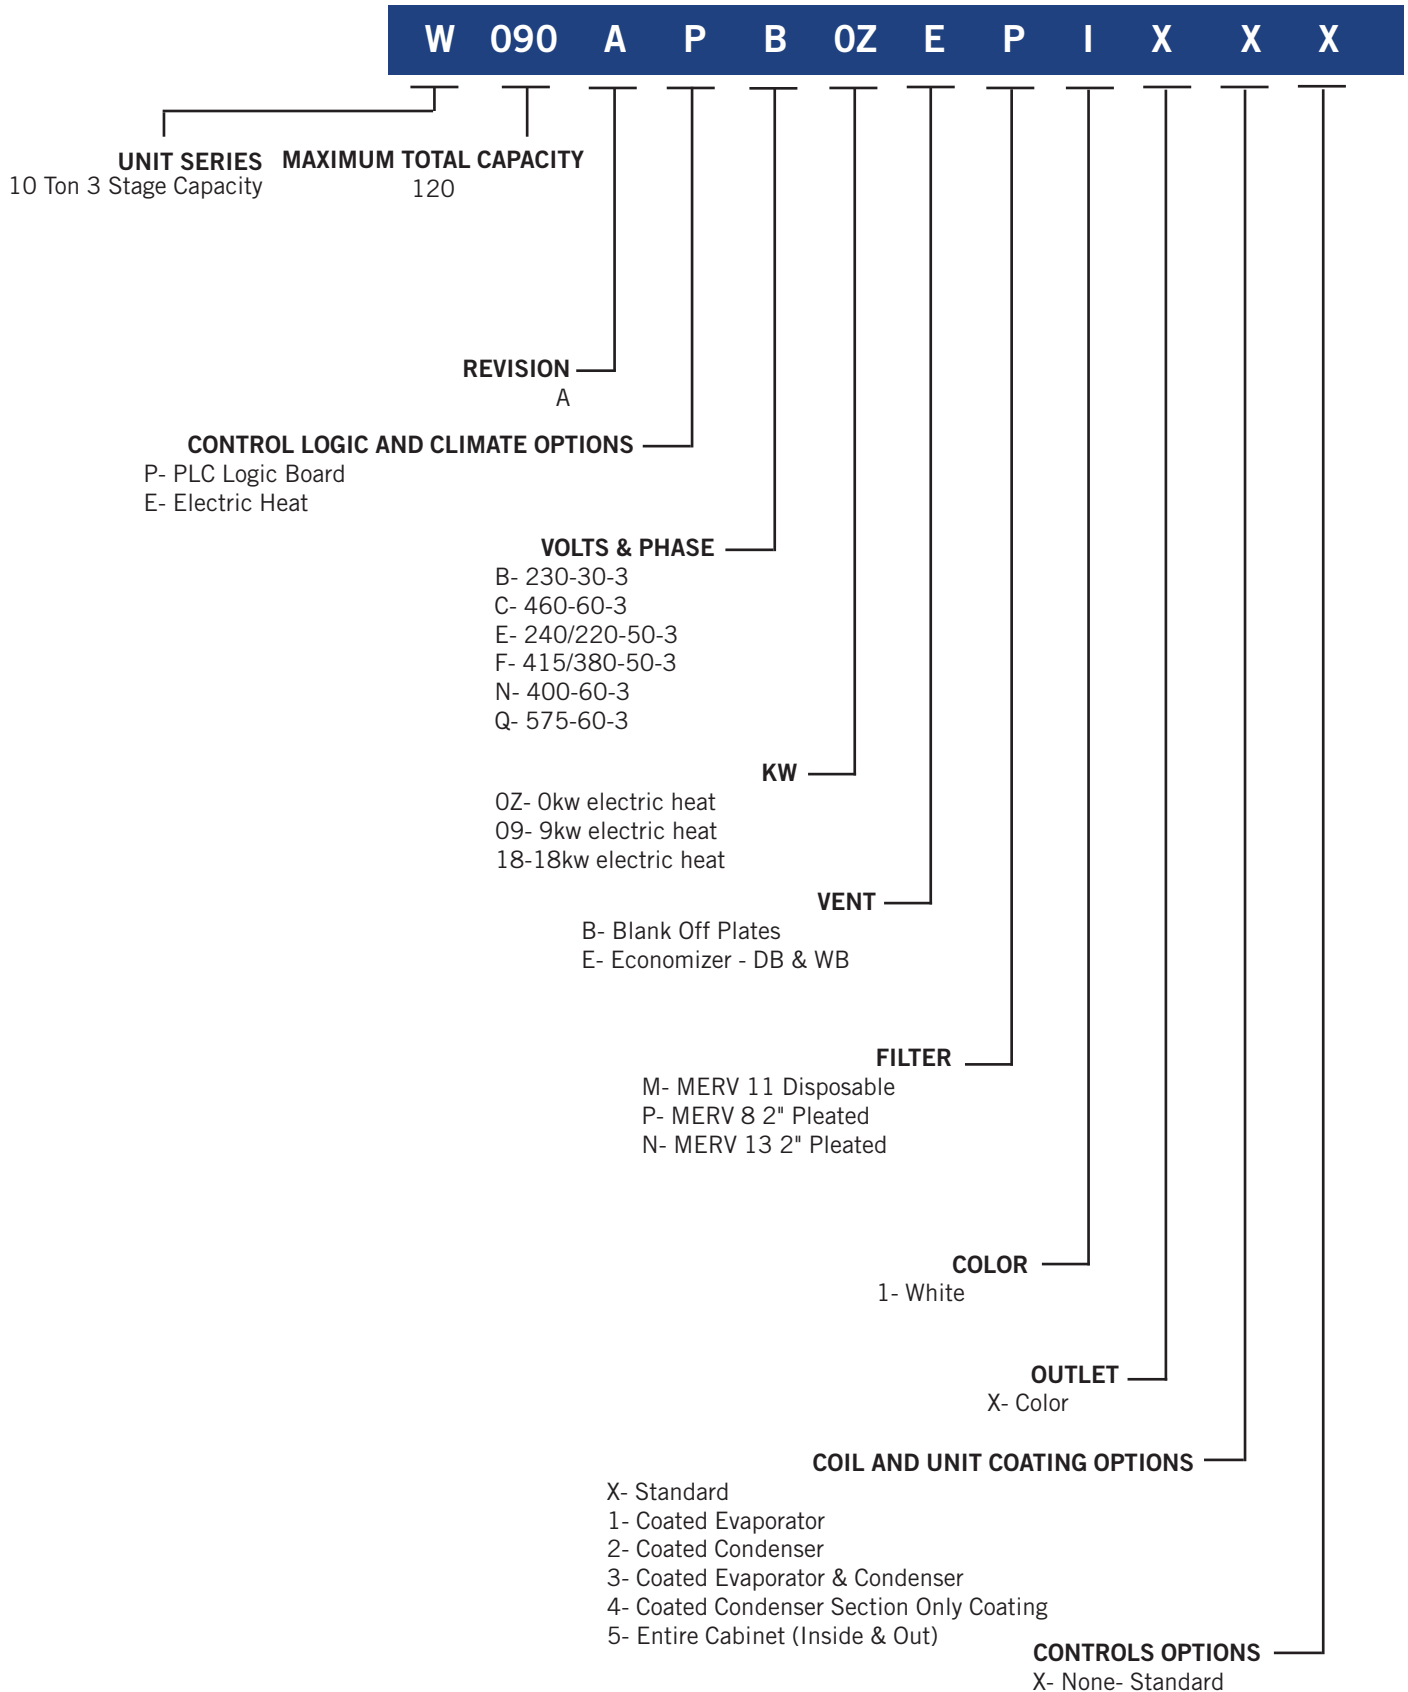 W 090 A P B 0Z E P I X X X
UNIT SERIES
10 Ton 3 Stage Capacity
MAXIMUM TOTAL CAPACITY
120
REVISION
A
CONTROL LOGIC AND CLIMATE OPTIONS
P- PLC Logic Board
E- Electric Heat
VOLTS & PHASE
B- 230-30-3
C- 460-60-3
E- 240/220-50-3
F- 415/380-50-3
N- 400-60-3
Q- 575-60-3
KW
0Z- 0kw electric heat
09- 9kw electric heat
18-18kw electric heat
VENT
B- Blank Off Plates
E- Economizer - DB & WB
FILTER
M- MERV 11 Disposable
P- MERV 8 2" Pleated
N- MERV 13 2" Pleated
COLOR
1- White
OUTLET
X- Color
COIL AND UNIT COATING OPTIONS
X- Standard
1- Coated Evaporator
2- Coated Condenser
3- Coated Evaporator & Condenser
4- Coated Condenser Section Only Coating
5- Entire Cabinet (Inside & Out)
CONTROLS OPTIONS
X- None- Standard